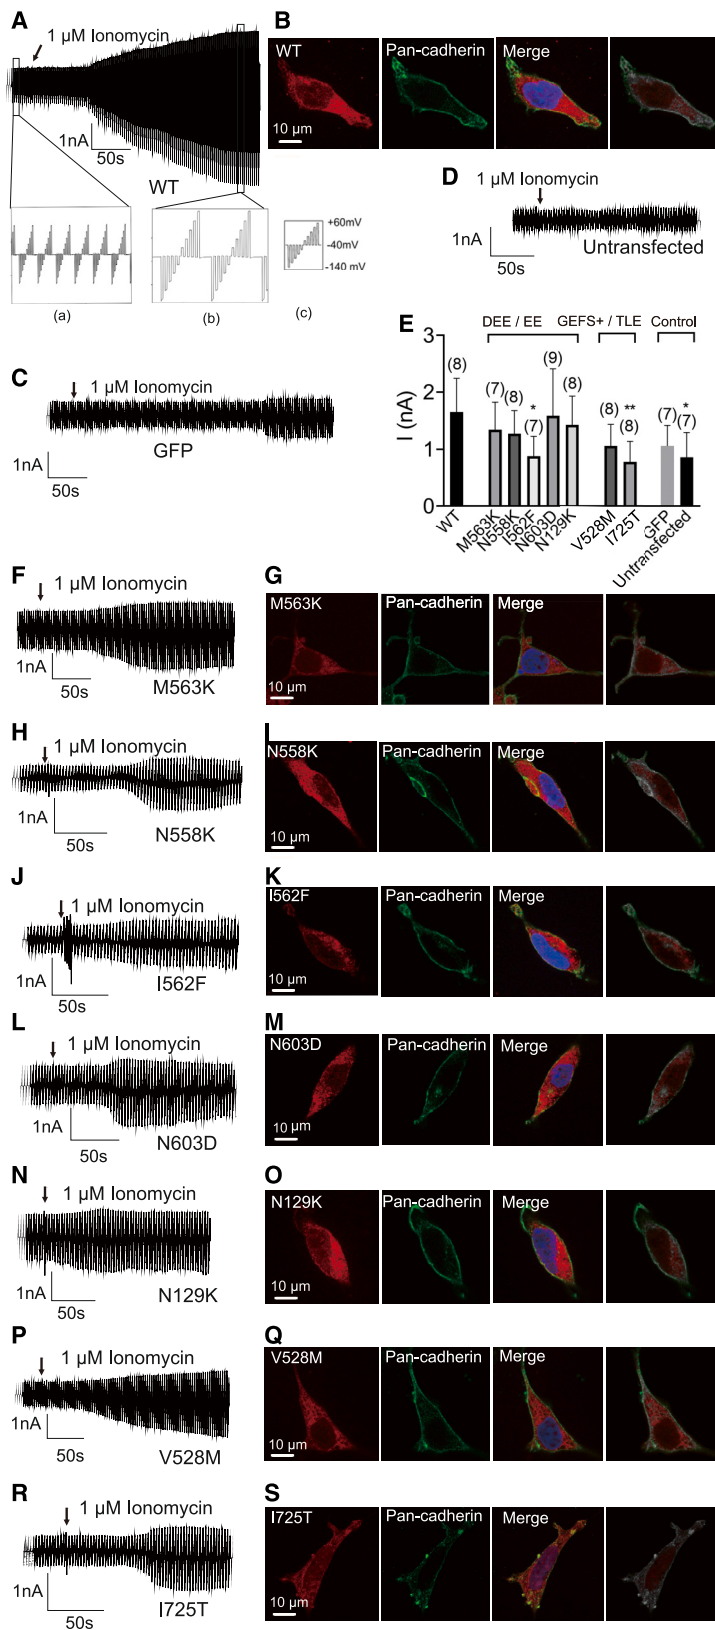 A
1 µM Ionomycin
1nA
50s
WT
(a)
(b)
+60mV
-40mV
-140 mV
(c)
B
WT
Pan-cadherin
Merge
10 µm
C
1 µM Ionomycin
GFP
1nA
50s
D
1 µM Ionomycin
1nA
Untransfected
50s
E
DEE / EE
GEFS+ / TLE
Control
I (nA)
3
2
1
0
(8)
(7)
(8)
*
(7)
(9)
(8)
(8)
**
(8)
(7)
*
(7)
WT
M563K
N558K
I562F
N603D
N129K
V528M
I725T
GFP
Untransfected
F
1 µM Ionomycin
1nA
50s
M563K
G
M563K
Pan-cadherin
Merge
10 µm
H
1 µM Ionomycin
1nA
50s
N558K
I
N558K
Pan-cadherin
Merge
10 µm
J
1 µM Ionomycin
1nA
50s
I562F
K
I562F
Pan-cadherin
Merge
10 µm
L
1 µM Ionomycin
1nA
50s
N603D
M
N603D
Pan-cadherin
Merge
10 µm
N
1 µM Ionomycin
1nA
50s
N129K
O
N129K
Pan-cadherin
Merge
10 µm
P
1 µM Ionomycin
1nA
50s
V528M
Q
V528M
Pan-cadherin
Merge
10 µm
R
1 µM Ionomycin
1nA
50s
I725T
S
I725T
Pan-cadherin
Merge
10 µm